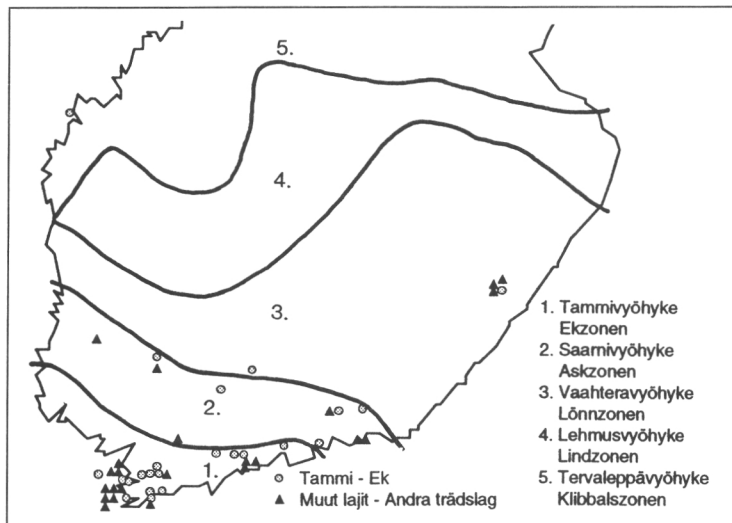 5.
4.
3.
2.
1.
1. Tammivyöhyke
Ekzonen
2. Saarnivyöhyke
Askzonen
3. Vaahteravyöhyke
Lönnzonen
4. Lehmusvyöhyke
Lindzonen
5. Tervaleppävyöhyke
Klibbalszonen
Tammi - Ek
Muut lajit - Andra trädslag